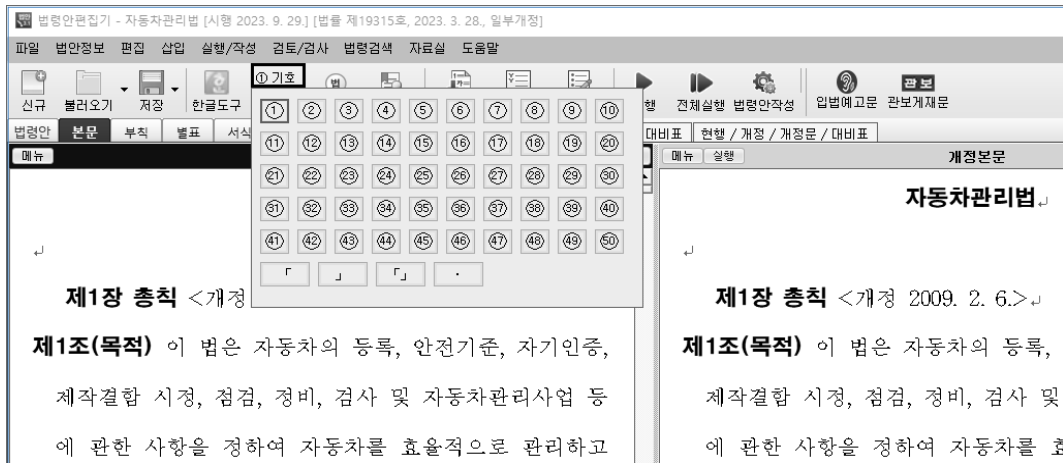 법령안편집기 - 자동차관리법 [시행 2023. 9. 29.] [법률 제19315호, 2023. 3. 28., 일부개정]
파일 법안정보 편집 삽입 실행/작성 검토/검사 법령검색 자료실 도움말
신규 불러오기 저장 한글도구 ① 기호 법 행 전체실행 법령안작성 입법예고문 관보 관보게재문
법령안 본문 부칙 별표 서식 대비표 현행 / 개정 / 개정문 / 대비표
메뉴
① ② ③ ④ ⑤ ⑥ ⑦ ⑧ ⑨ ⑩
⑪ ⑫ ⑬ ⑭ ⑮ ⑯ ⑰ ⑱ ⑲ ⑳
㉑ ㉒ ㉓ ㉔ ㉕ ㉖ ㉗ ㉘ ㉙ ㉚
㉛ ㉜ ㉝ ㉞ ㉟ ㊱ ㊲ ㊳ ㊴ ㊵
㊶ ㊷ ㊸ ㊹ ㊺ ㊻ ㊼ ㊽ ㊾ ㊿
「 」 「」 ·
제1장 총칙 <개정
제1조(목적) 이 법은 자동차의 등록, 안전기준, 자기인증,
제작결함 시정, 점검, 정비, 검사 및 자동차관리사업 등
에 관한 사항을 정하여 자동차를 효율적으로 관리하고
메뉴 실행 개정본문
자동차관리법↵
↵
제1장 총칙 <개정 2009. 2. 6.>↵
제1조(목적) 이 법은 자동차의 등록,
제작결함 시정, 점검, 정비, 검사 및
에 관한 사항을 정하여 자동차를